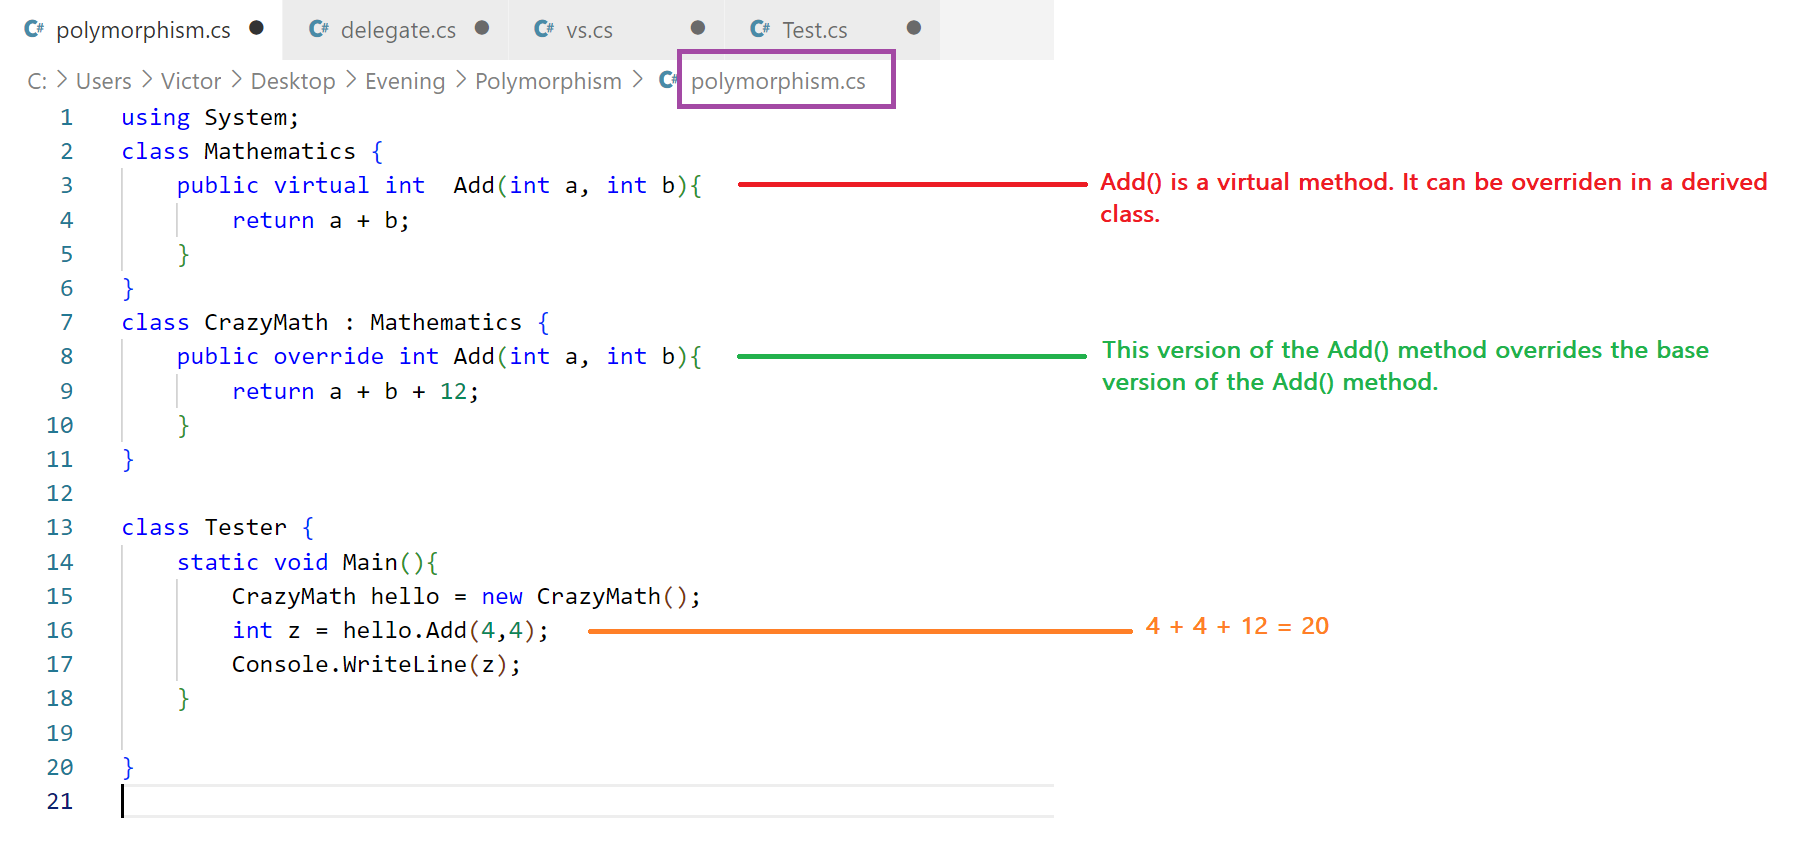 polymorphism.cs ● delegate.cs ● vs.cs ● Test.cs ●
C: > Users > Victor > Desktop > Evening > Polymorphism > C# polymorphism.cs
1 using System;
2 class Mathematics {
3 public virtual int  Add(int a, int b){
Add() is a virtual method. It can be overriden in a derived
class.
4 return a + b;
5 }
6 }
7 class CrazyMath : Mathematics {
8 public override int Add(int a, int b){
This version of the Add() method overrides the base
version of the Add() method.
9 return a + b + 12;
10 }
11 }
12
13 class Tester {
14 static void Main(){
15 CrazyMath hello = new CrazyMath();
16 int z = hello.Add(4,4);
4 + 4 + 12 = 20
17 Console.WriteLine(z);
18 }
19
20 }
21